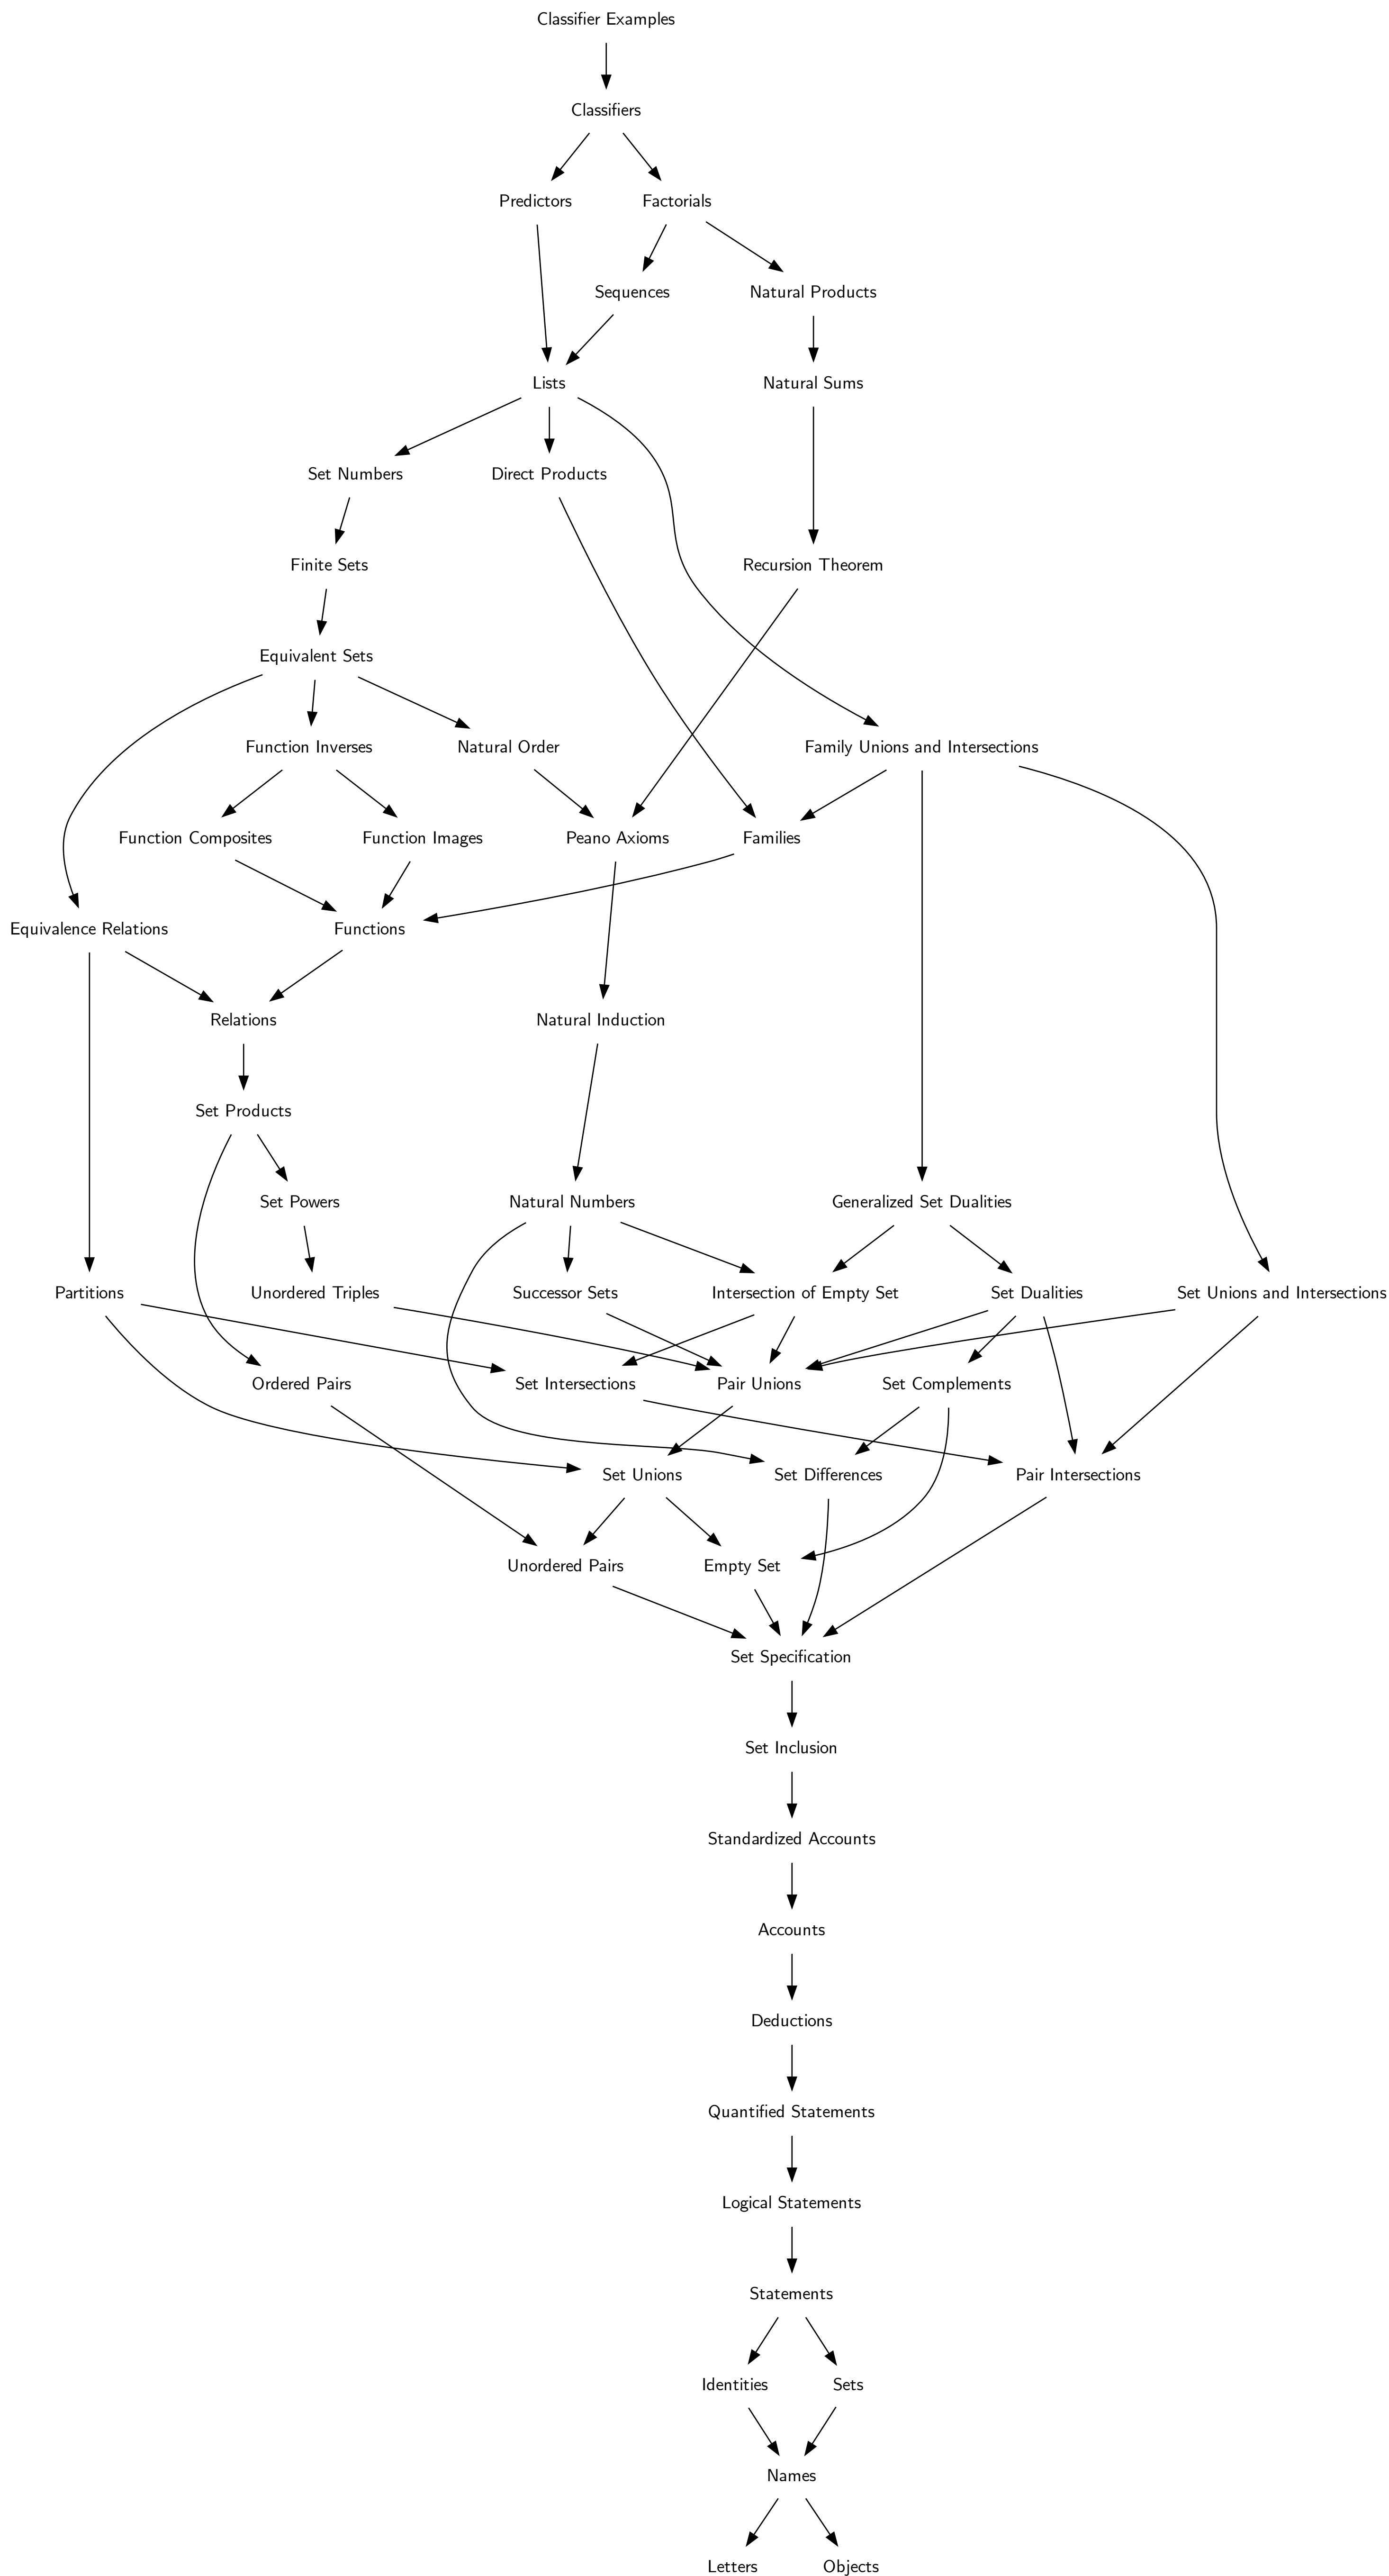 Classifier Examples
Classifiers
Predictors
Factorials
Sequences
Natural Products
Lists
Natural Sums
Set Numbers
Direct Products
Finite Sets
Recursion Theorem
Equivalent Sets
Function Inverses
Natural Order
Family Unions and Intersections
Function Composites
Function Images
Peano Axioms
Families
Equivalence Relations
Functions
Relations
Natural Induction
Set Products
Set Powers
Natural Numbers
Generalized Set Dualities
Partitions
Unordered Triples
Successor Sets
Intersection of Empty Set
Set Dualities
Set Unions and Intersections
Ordered Pairs
Set Intersections
Pair Unions
Set Complements
Set Unions
Set Differences
Pair Intersections
Unordered Pairs
Empty Set
Set Specification
Set Inclusion
Standardized Accounts
Accounts
Deductions
Quantified Statements
Logical Statements
Statements
Identities
Sets
Names
Letters
Objects